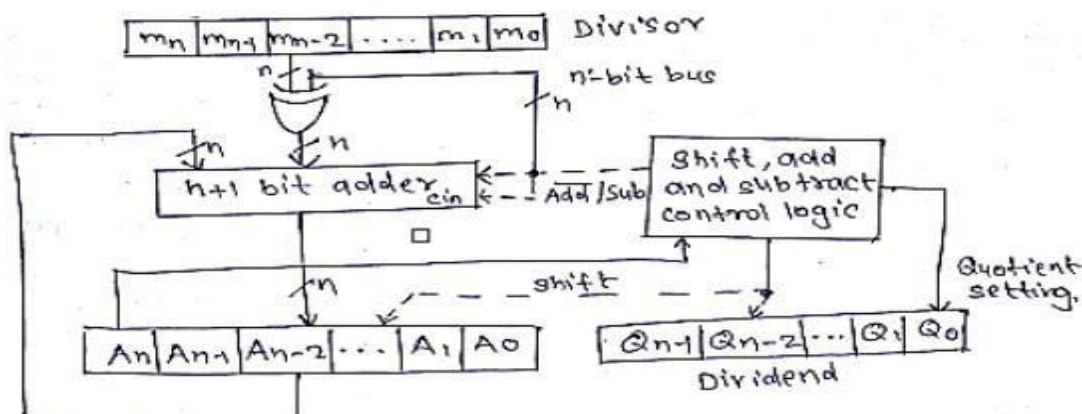 mn mn-1 mn-2 .... m1 m0 Divisor
n
n-bit bus
n
n n
n+1 bit adder
cin
Add/Sub
shift, add
and subtract
control logic
n
shift
Quotient
setting.
An An-1 An-2 ... A1 A0
Qn-1 Qn-2 ... Q1 Q0
Dividend